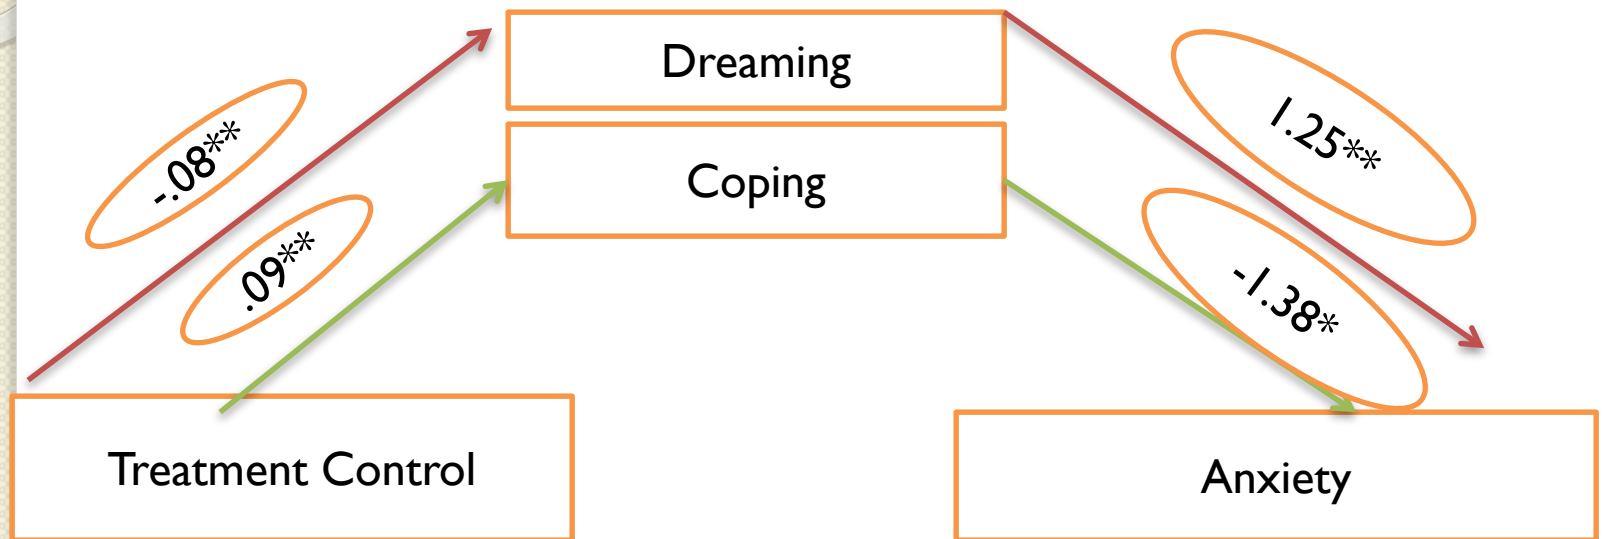 Dreaming
1.25**
-.08**
Coping
.09**
-1.38*
Treatment Control
Anxiety